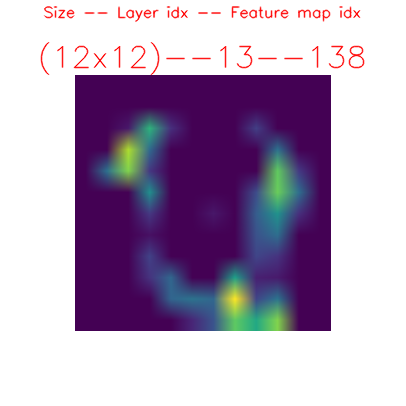 Size -- Layer idx -- Feature map idx
(12x12)--13--138